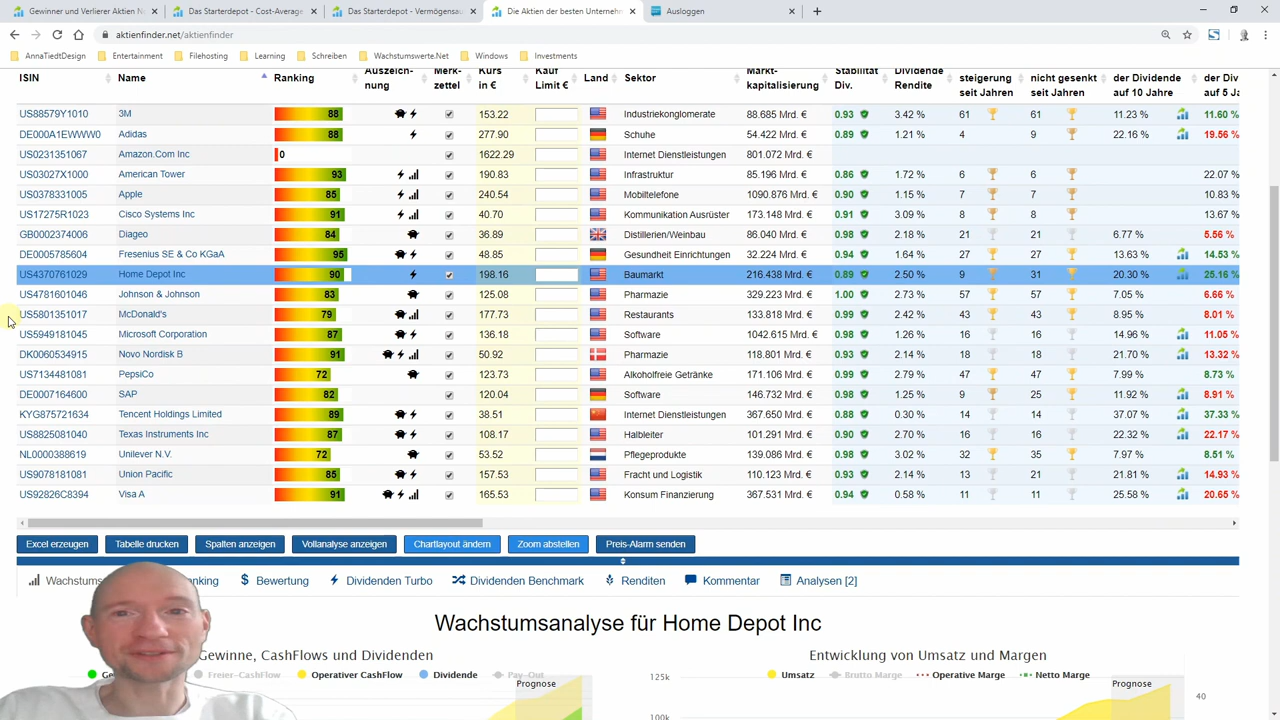 Gewinner und Verlierer Aktien N
Das Starterdepot - Cost-Average
Das Starterdepot - Vermögensau
Die Aktien der besten Unternehm
Ausloggen
aktienfinder.net/aktienfinder
AnnaTiedtDesign Entertainment Filehosting Learning Schreiben Wachstumswerte.Net Windows Investments
ISIN Name Ranking Auszeich-nung Merk-zettel Kurs in € Kauf Limit € Land Sektor Markt-kapitalisierung Stabilität Div. Dividende Rendite steigerung seit Jahren nicht gesenkt seit Jahren der Dividende auf 10 Jahre der Div auf 5 Ja
US88579Y1010 3M 88 153.22 Industriekonglomerate 88.685 Mrd. € 0.93 3.42 % 61 61 11.23 % 11.60 %
DE000A1EWWW0 Adidas 88 277.90 Schuhe 54.422 Mrd. € 0.89 1.21 % 4 9 22.16 % 19.56 %
US0231351067 Amazon.Com Inc 0 1622.29 Internet Dienstleistungen 801.072 Mrd. €
US03027X1000 American Tower 93 190.83 Infrastruktur 85.196 Mrd. € 0.86 1.72 % 6 6 22.07 %
US0378331005 Apple 85 240.54 Mobiltelefone 1090.876 Mrd. € 0.90 1.15 % 7 7 10.83 %
US17275R1023 Cisco Systems Inc 91 40.70 Kommunikation Ausrüster 173.148 Mrd. € 0.91 3.09 % 8 8 13.67 %
GB0002374006 Diageo 84 36.89 Distillerien/Weinbau 86.040 Mrd. € 0.98 2.18 % 21 21 6.77 % 5.56 %
DE0005785604 Fresenius SE & Co KGaA 95 48.85 Gesundheit Einrichtungen 32.224 Mrd. € 0.94 1.64 % 27 27 13.63 % 14.53 %
US4370761029 Home Depot Inc 90 198.16 Baumarkt 216.438 Mrd. € 0.89 2.50 % 9 31 20.30 % 25.16 %
US4781601046 Johnson & Johnson 83 125.08 Pharmazie 329.223 Mrd. € 1.00 2.73 % 57 57 7.05 % 6.66 %
US5801351017 McDonald's 79 177.73 Restaurants 133.818 Mrd. € 0.99 2.42 % 43 43 8.95 % 8.01 %
US5949181045 Microsoft Corporation 87 136.18 Software 1042.615 Mrd. € 0.98 1.26 % 18 18 14.96 % 11.05 %
DK0060534915 Novo Nordisk B 91 50.92 Pharmazie 118.801 Mrd. € 0.93 2.14 % 18 18 21.70 % 13.32 %
US7134481081 PepsiCo 72 123.73 Alkoholfreie Getränke 171.106 Mrd. € 0.99 2.79 % 47 47 7.99 % 8.73 %
DE0007164600 SAP 82 120.04 Software 146.732 Mrd. € 0.98 1.25 % 9 25 11.92 % 8.91 %
KYG875721634 Tencent Holdings Limited 89 38.51 Internet Dienstleistungen 367.650 Mrd. € 0.88 0.30 % 14 14 37.07 % 37.33 %
US8825081040 Texas Instruments Inc 87 108.17 Halbleiter 101.291 Mrd. € 0.90 2.70 % 16 16 22.32 % 22.17 %
NL0000388619 Unilever N.V. 72 53.52 Pflegeprodukte 139.086 Mrd. € 0.98 3.02 % 32 35 7.97 % 8.51 %
US9078181081 Union Pacific 85 157.53 Fracht und Logistik 110.123 Mrd. € 0.93 2.14 % 13 21.81 % 14.93 %
US92826C8394 Visa A 91 165.53 Konsum Finanzierung 367.531 Mrd. € 0.94 0.58 % 11 11 25.58 % 20.65 %
Excel erzeugen Tabelle drucken Spalten anzeigen Vollanalyse anzeigen Chartlayout ändern Zoom abstellen Preis-Alarm senden
Wachstums nking Bewertung Dividenden Turbo Dividenden Benchmark Renditen Kommentar Analysen [2]
Wachstumsanalyse für Home Depot Inc
Gewinne, CashFlows und Dividenden
Entwicklung von Umsatz und Margen
Ge Freier-CashFlow Operativer CashFlow Dividende Pay-Out
Umsatz Brutto Marge Operative Marge Netto Marge
Prognose
125k
100k
Prognose
40